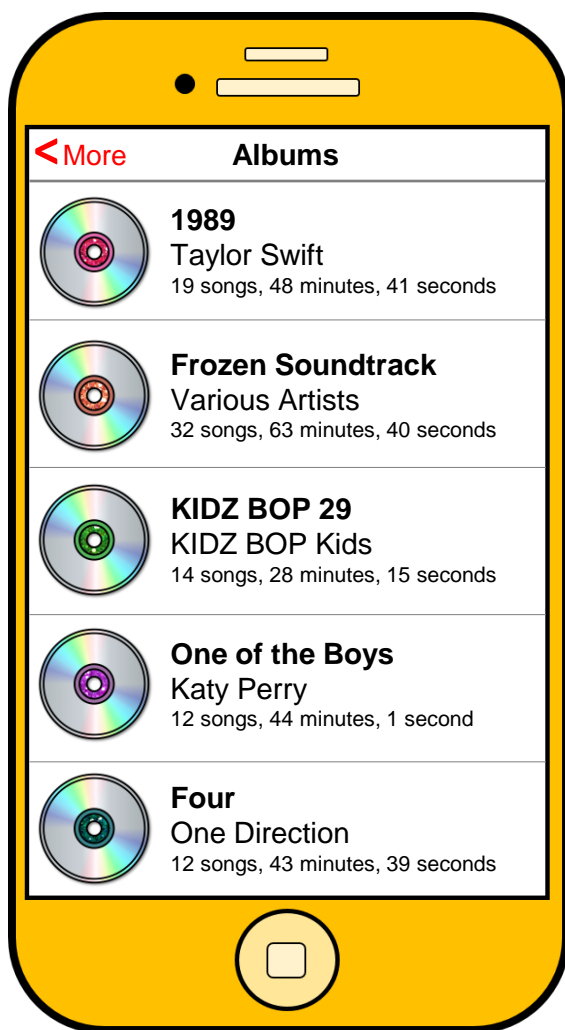 < More Albums
1989
Taylor Swift
19 songs, 48 minutes, 41 seconds
Frozen Soundtrack
Various Artists
32 songs, 63 minutes, 40 seconds
KIDZ BOP 29
KIDZ BOP Kids
14 songs, 28 minutes, 15 seconds
One of the Boys
Katy Perry
12 songs, 44 minutes, 1 second
Four
One Direction
12 songs, 43 minutes, 39 seconds